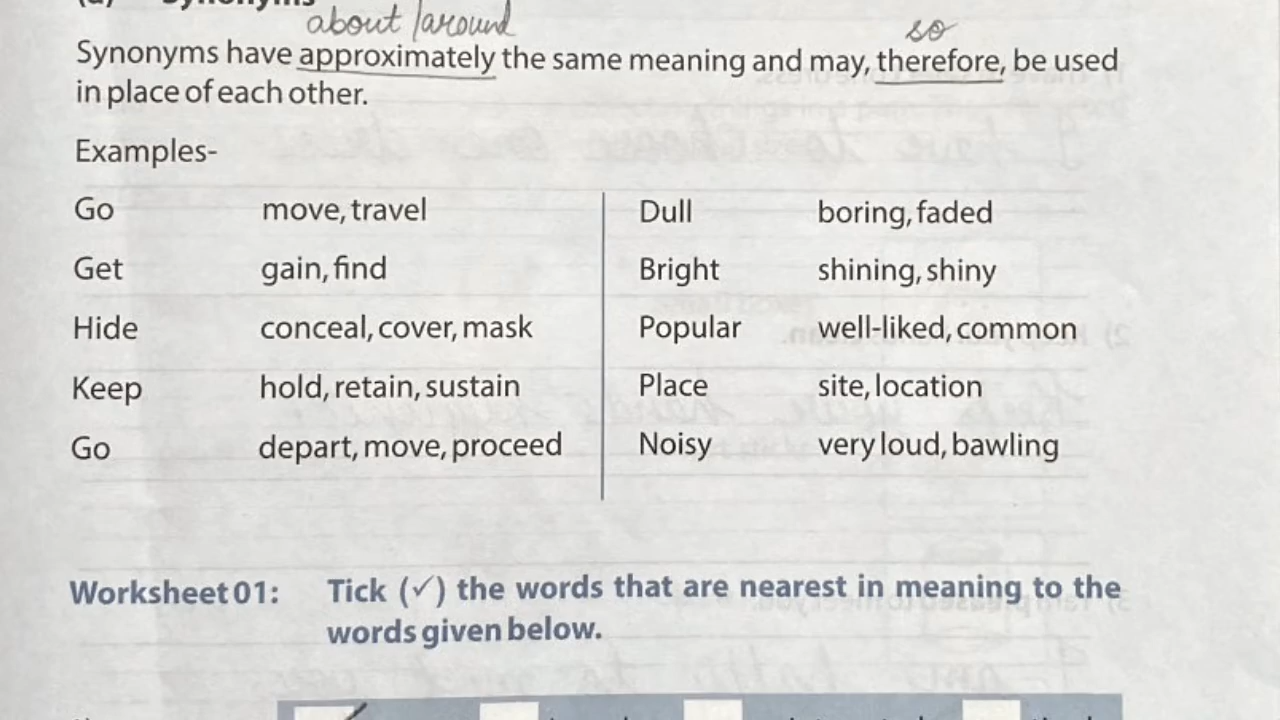 (a) Synonyms
about/around so
Synonyms have approximately the same meaning and may, therefore, be used
in place of each other.
Examples-
Go move, travel Dull boring, faded
Get gain, find Bright shining, shiny
Hide conceal, cover, mask Popular well-liked, common
Keep hold, retain, sustain Place site, location
Go depart, move, proceed Noisy very loud, bawling
Worksheet 01: Tick (✓) the words that are nearest in meaning to the
words given below.